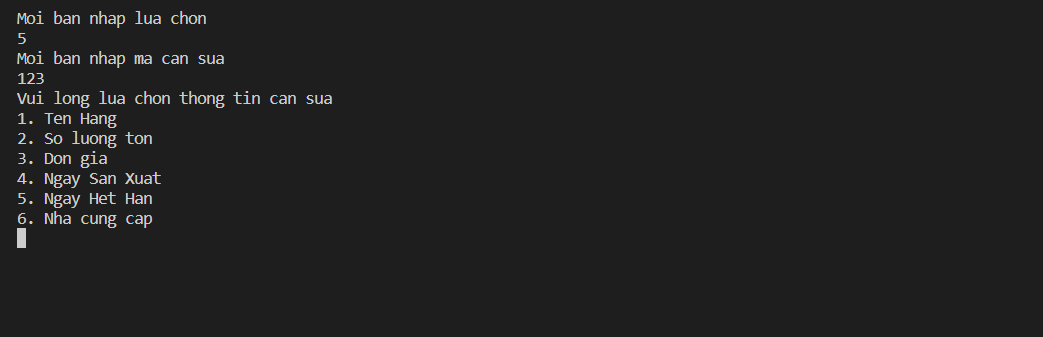 Moi ban nhap lua chon
5
Moi ban nhap ma can sua
123
Vui long lua chon thong tin can sua
1. Ten Hang
2. So luong ton
3. Don gia
4. Ngay San Xuat
5. Ngay Het Han
6. Nha cung cap